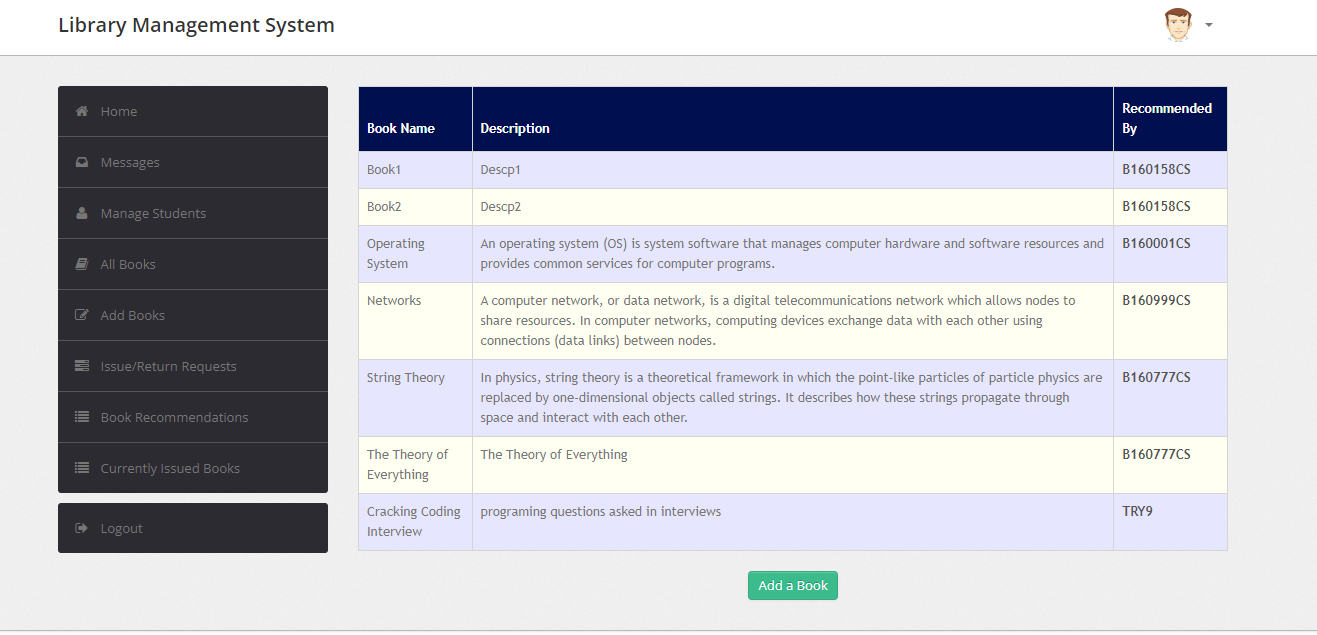 Library Management System
Home
Messages
Manage Students
All Books
Add Books
Issue/Return Requests
Book Recommendations
Currently Issued Books
Logout
Book Name
Description
Recommended
By
Book1
Descp1
B160158CS
Book2
Descp2
B160158CS
Operating
System
An operating system (OS) is system software that manages computer hardware and software resources and
provides common services for computer programs.
B160001CS
Networks
A computer network, or data network, is a digital telecommunications network which allows nodes to
share resources. In computer networks, computing devices exchange data with each other using
connections (data links) between nodes.
B160999CS
String Theory
In physics, string theory is a theoretical framework in which the point-like particles of particle physics are
replaced by one-dimensional objects called strings. It describes how these strings propagate through
space and interact with each other.
B160777CS
The Theory of
Everything
The Theory of Everything
B160777CS
Cracking Coding
Interview
programing questions asked in interviews
TRY9
Add a Book